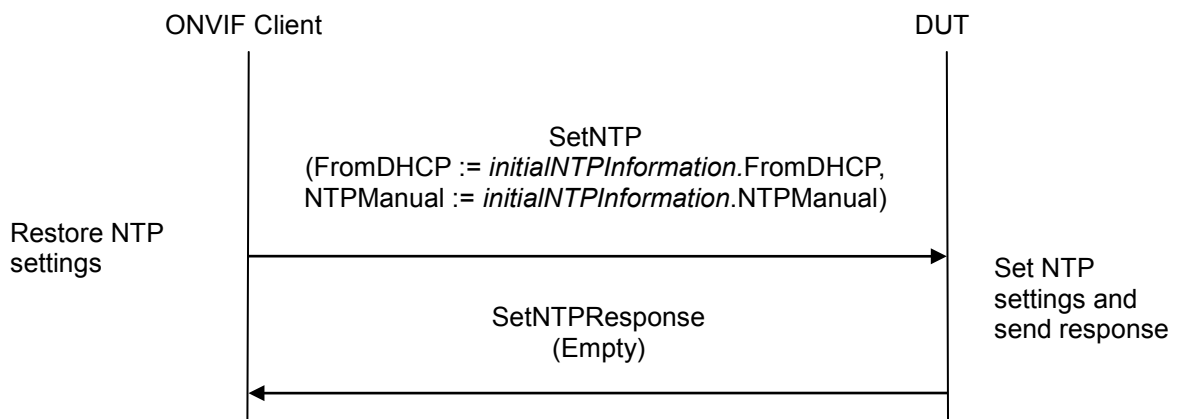 ONVIF Client
DUT
SetNTP
(FromDHCP := initialNTPInformation.FromDHCP,
NTPManual := initialNTPInformation.NTPManual)
Restore NTP
settings
Set NTP
settings and
send response
SetNTPResponse
(Empty)